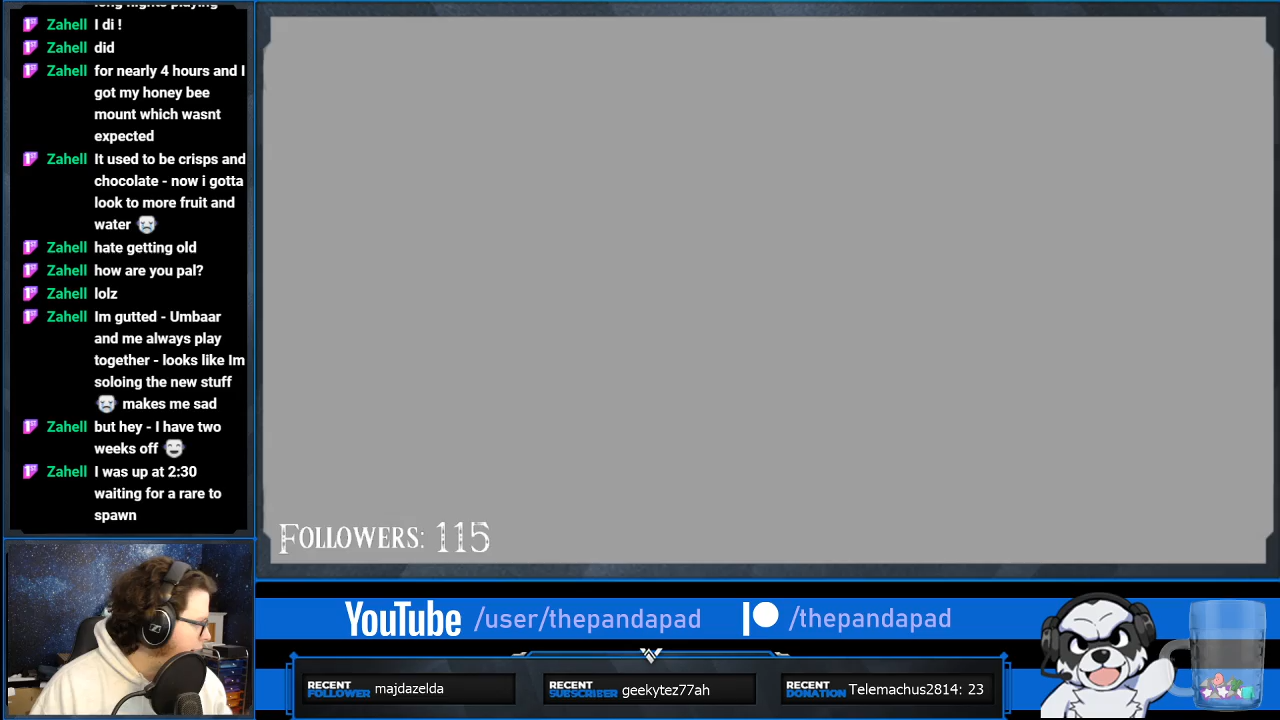 long nights playing
Zahell I di !
Zahell did
Zahell for nearly 4 hours and I
got my honey bee
mount which wasnt
expected
Zahell It used to be crisps and
chocolate - now i gotta
look to more fruit and
water
Zahell hate getting old
Zahell how are you pal?
Zahell lolz
Zahell Im gutted - Umbaar
and me always play
together - looks like Im
soloing the new stuff
makes me sad
Zahell but hey - I have two
weeks off
Zahell I was up at 2:30
waiting for a rare to
spawn
Followers: 115
YouTube /user/thepandapad /thepandapad
RECENT FOLLOWER majdazelda
RECENT SUBSCRIBER geekytez77ah
RECENT DONATION Telemachus2814: 23